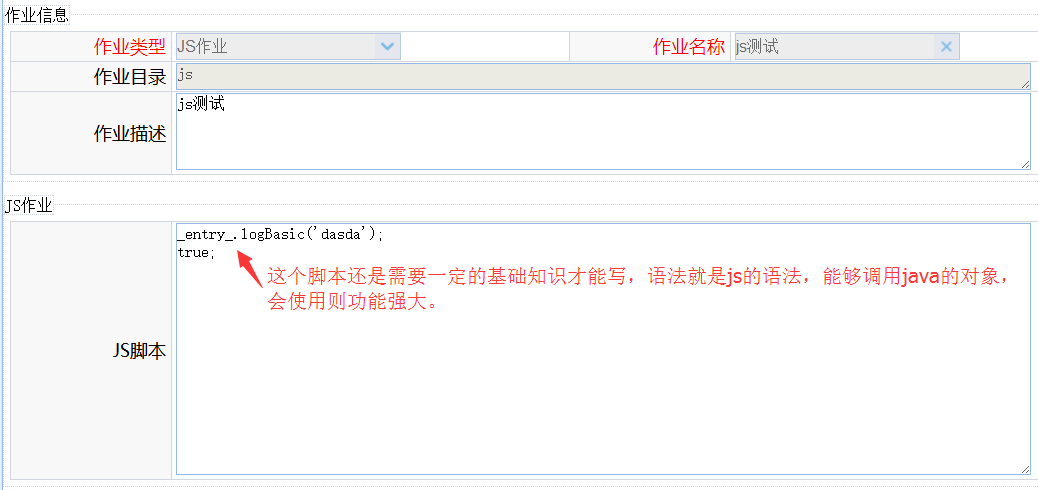 作业信息
作业类型 JS作业 作业名称 js测试
作业目录 js
作业描述 js测试
JS作业
JS脚本
_entry_.logBasic('dasda');
true;
这个脚本还是需要一定的基础知识才能写，语法就是js的语法，能够调用java的对象，
会使用则功能强大。